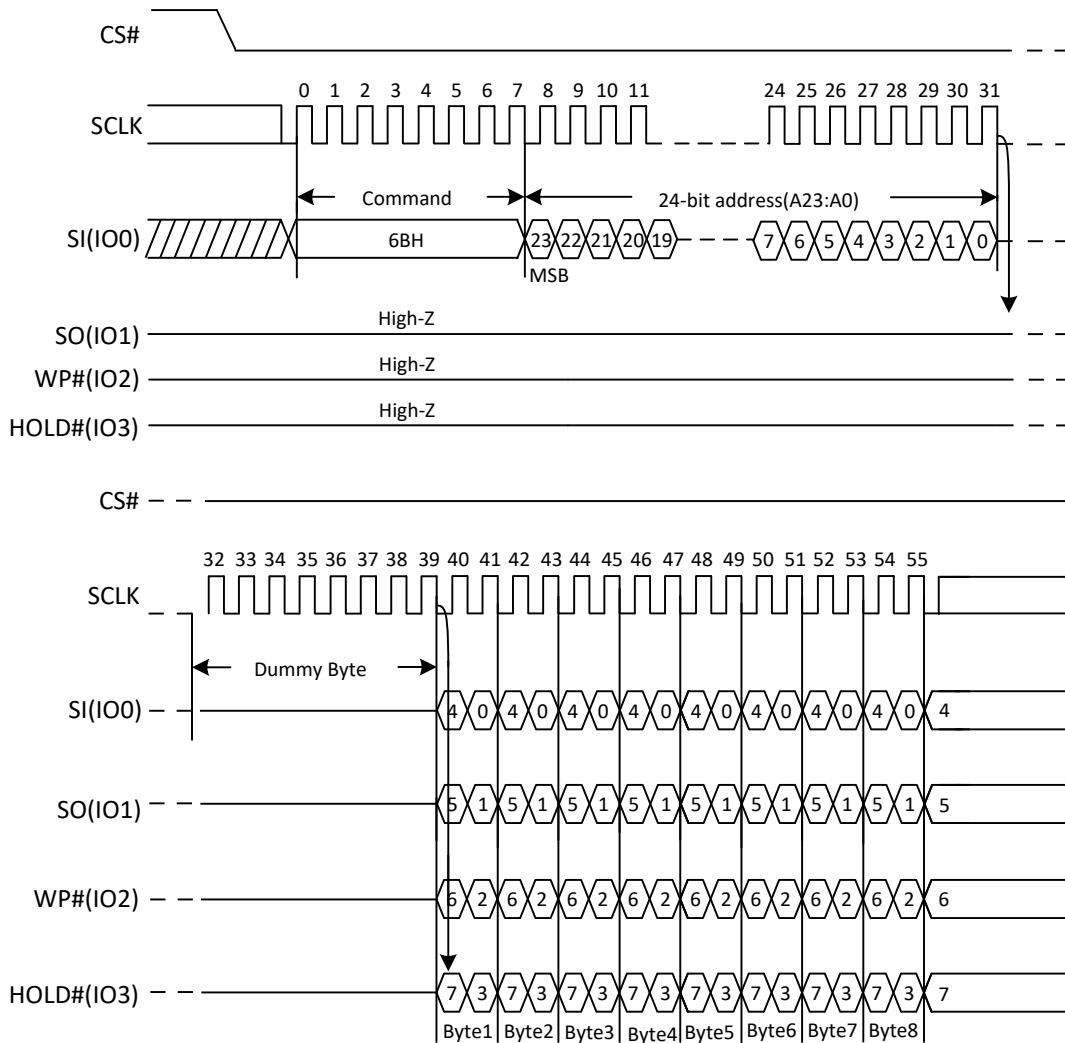 CS#
0 1 2 3 4 5 6 7 8 9 10 11 24 25 26 27 28 29 30 31
SCLK
Command 24-bit address(A23:A0)
SI(IO0) 6BH 23 22 21 20 19 7 6 5 4 3 2 1 0
MSB
High-Z
SO(IO1)
High-Z
WP#(IO2)
High-Z
HOLD#(IO3)
CS#
32 33 34 35 36 37 38 39 40 41 42 43 44 45 46 47 48 49 50 51 52 53 54 55
SCLK
Dummy Byte
SI(IO0) 4 0 4 0 4 0 4 0 4 0 4 0 4 0 4 0 4
SO(IO1) 5 1 5 1 5 1 5 1 5 1 5 1 5 1 5 1 5
WP#(IO2) 6 2 6 2 6 2 6 2 6 2 6 2 6 2 6 2 6
HOLD#(IO3) 7 3 7 3 7 3 7 3 7 3 7 3 7 3 7 3 7
Byte1 Byte2 Byte3 Byte4 Byte5 Byte6 Byte7 Byte8